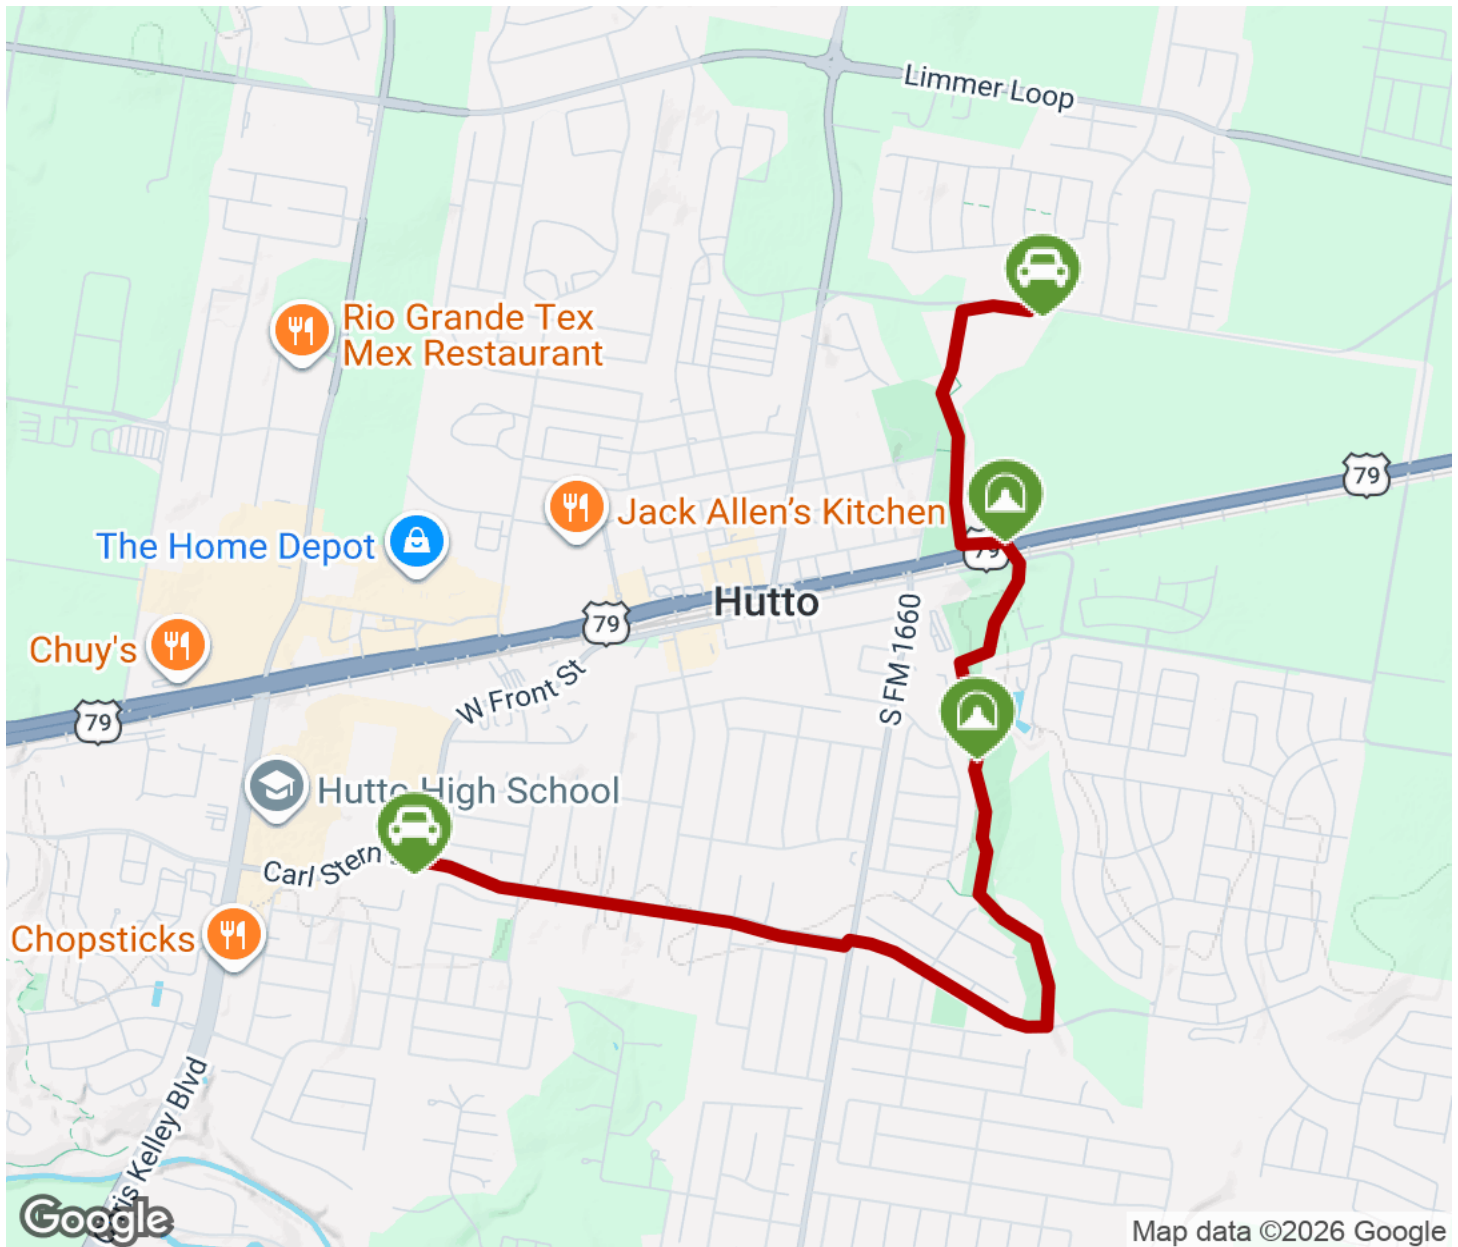 Limmer Loop
Rio Grande Tex
Mex Restaurant
79
Jack Allen's Kitchen
The Home Depot
79
Hutto
79
Chuy's
S FM 1660
W Front St
79
Hutto High School
Carl Stern
Chopsticks
Kelley Blvd
Google
Map data ©2026 Google